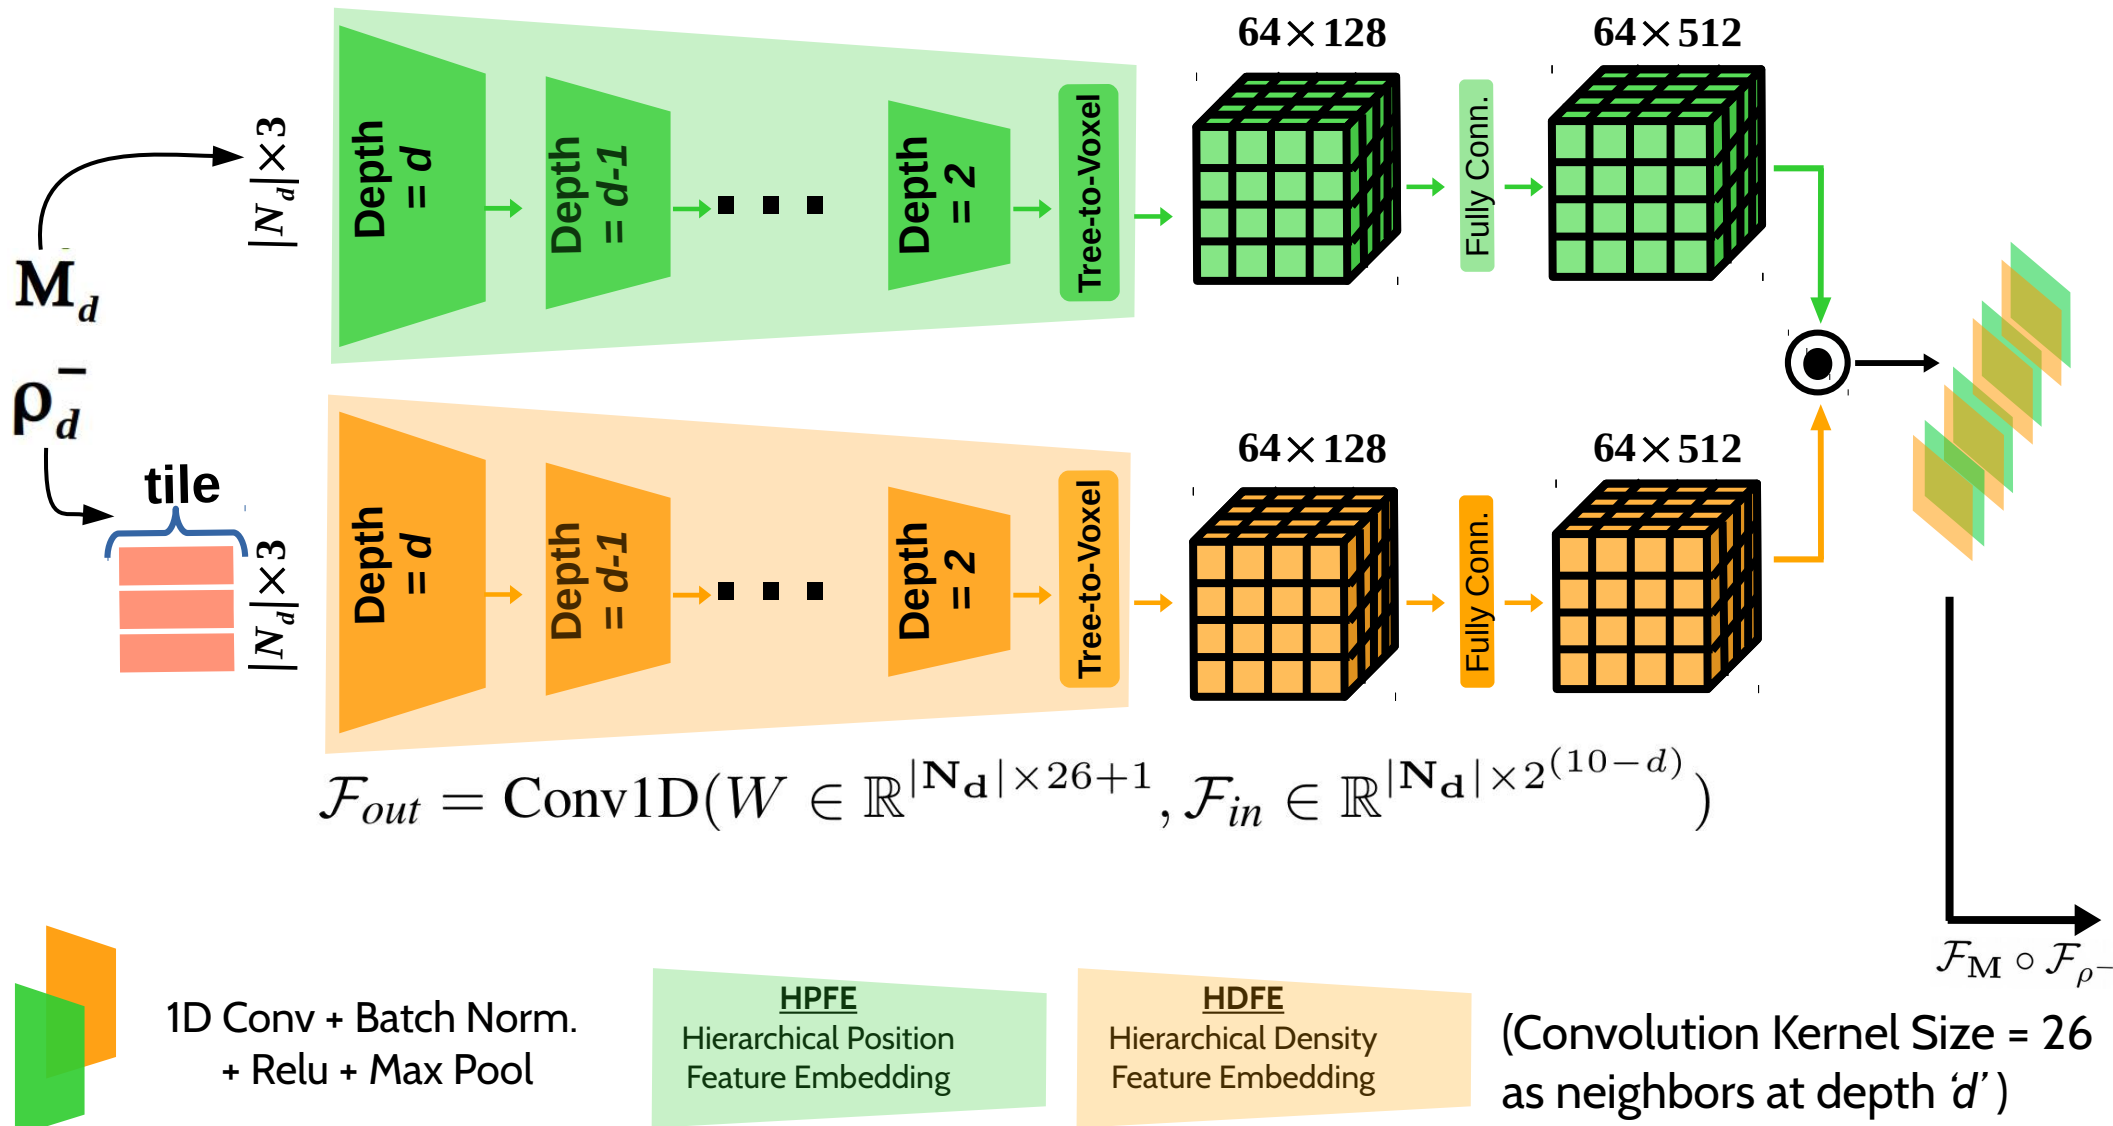 M_d
ρ_d^−
|N_d|×3
Depth = d
Depth = d-1
Depth = 2
Tree-to-Voxel
64×128
Fully Conn.
64×512
tile
|N_d|×3
Depth = d
Depth = d-1
Depth = 2
Tree-to-Voxel
64×128
Fully Conn.
64×512
ℱ_out = Conv1D(W ∈ ℝ^{|N_d|×26+1}, ℱ_in ∈ ℝ^{|N_d|×2^{(10−d)}})
ℱ_M ∘ ℱ_{ρ^−}
1D Conv + Batch Norm.
+ Relu + Max Pool
HPFE
Hierarchical Position
Feature Embedding
HDFE
Hierarchical Density
Feature Embedding
(Convolution Kernel Size = 26
as neighbors at depth ‘d’ )